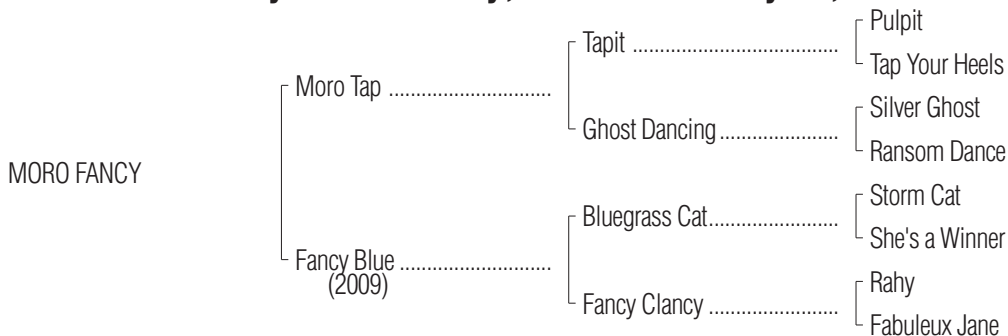 Pulpit
Tapit
Tap Your Heels
Moro Tap
Silver Ghost
Ghost Dancing
Ransom Dance
MORO FANCY
Storm Cat
Bluegrass Cat
She's a Winner
Fancy Blue
(2009)
Rahy
Fancy Clancy
Fabuleux Jane